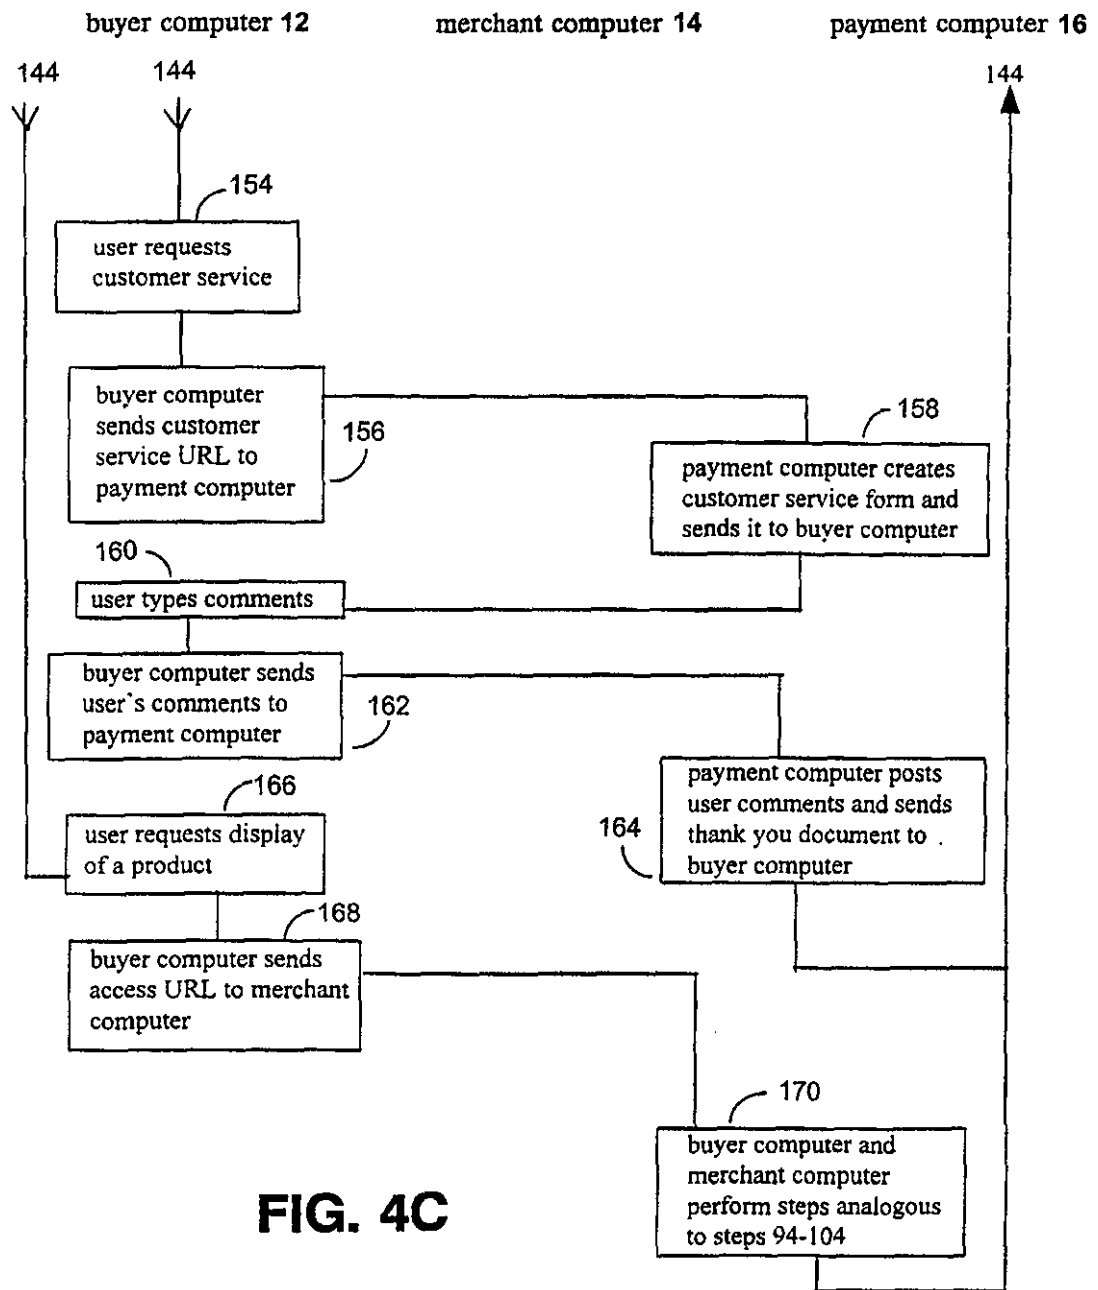 buyer computer 12
merchant computer 14
payment computer 16
144
144
144
154
user requests
customer service
buyer computer
sends customer
service URL to
payment computer
156
158
payment computer creates
customer service form and
sends it to buyer computer
160
user types comments
buyer computer sends
user's comments to
payment computer
162
payment computer posts
user comments and sends
thank you document to
buyer computer
164
166
user requests display
of a product
168
buyer computer sends
access URL to merchant
computer
170
buyer computer and
merchant computer
perform steps analogous
to steps 94-104
FIG. 4C